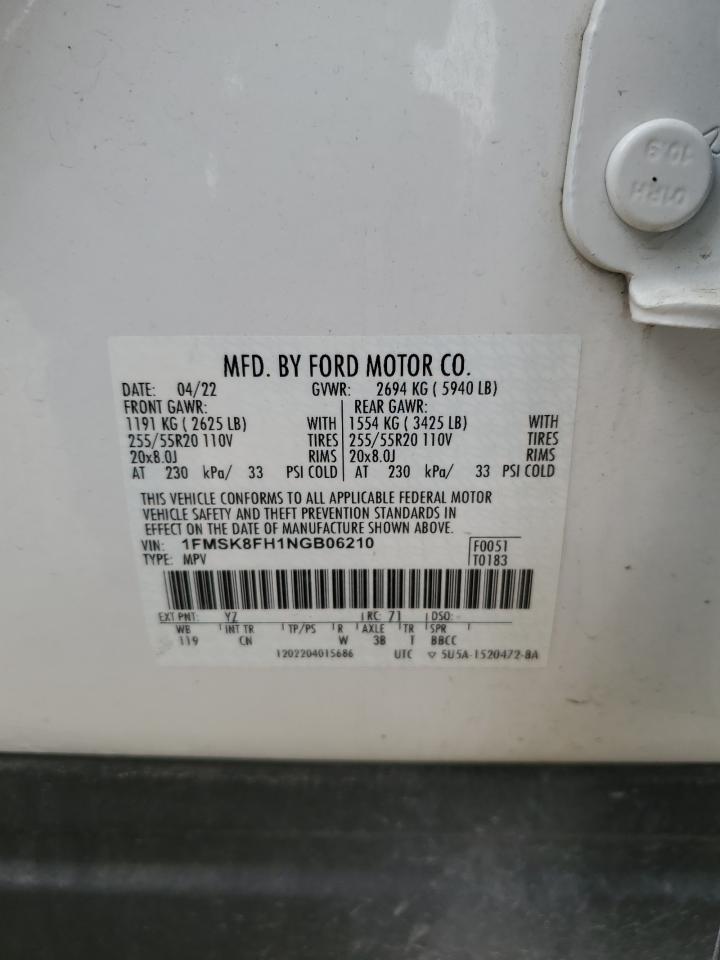 10.9
01RH
MFD. BY FORD MOTOR CO.
DATE: 04/22 GVWR: 2694 KG ( 5940 LB)
FRONT GAWR: REAR GAWR:
1191 KG ( 2625 LB) WITH 1554 KG ( 3425 LB) WITH
255/55R20 110V TIRES 255/55R20 110V TIRES
20x8.0J RIMS 20x8.0J RIMS
AT 230 kPa/ 33 PSI COLD AT 230 kPa/ 33 PSI COLD
THIS VEHICLE CONFORMS TO ALL APPLICABLE FEDERAL MOTOR
VEHICLE SAFETY AND THEFT PREVENTION STANDARDS IN
EFFECT ON THE DATE OF MANUFACTURE SHOWN ABOVE.
VIN: 1FMSK8FH1NGB06210 F0051
TYPE: MPV T0183
EXT PNT: YZ RC: 71 DSO:
WB INT TR TP/PS R AXLE TR SPR
119 CN W 3B T BBCC
1202204015686 UTC ▽ 5U5A-1520472-BA